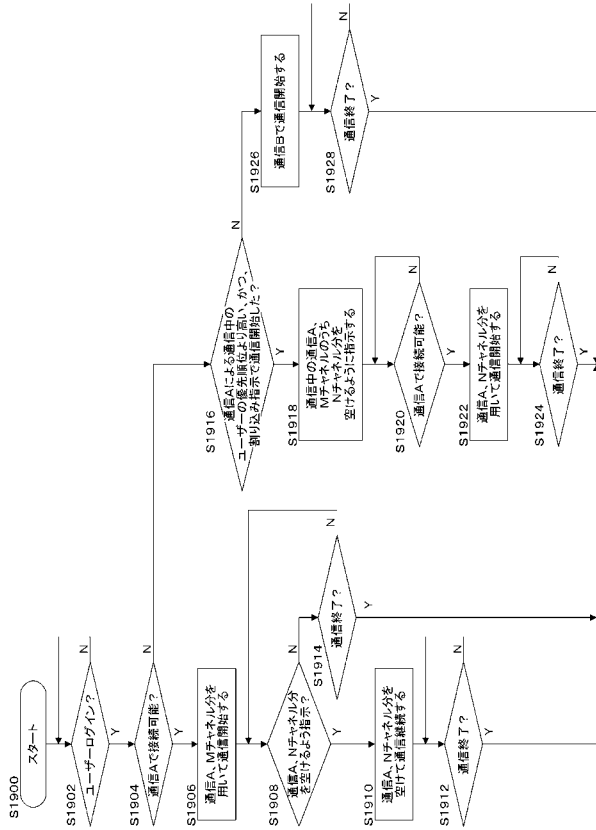 S1900
スタート
S1902
ユーザーログイン？
N
Y
S1904
通信Aで接続可能？
N
Y
S1906
通信A、Mチャネル分を
用いて通信開始する
S1908
通信A、Nチャネル分
を空けるよう指示？
N
Y
S1914
通信終了？
N
Y
S1910
通信A、Nチャネル分を
空けて通信継続する
S1912
通信終了？
N
Y
S1916
通信Aによる通信中の
ユーザーの優先順位より高い、かつ、
割り込み指示で通信開始した？
N
Y
S1918
通信中の通信A、
Mチャネルのうち
Nチャネル分を
空けるように指示する
S1920
通信Aで接続可能？
N
Y
S1922
通信A、Nチャネル分を
用いて通信開始する
S1924
通信終了？
N
Y
S1926
通信Bで通信開始する
S1928
通信終了？
N
Y